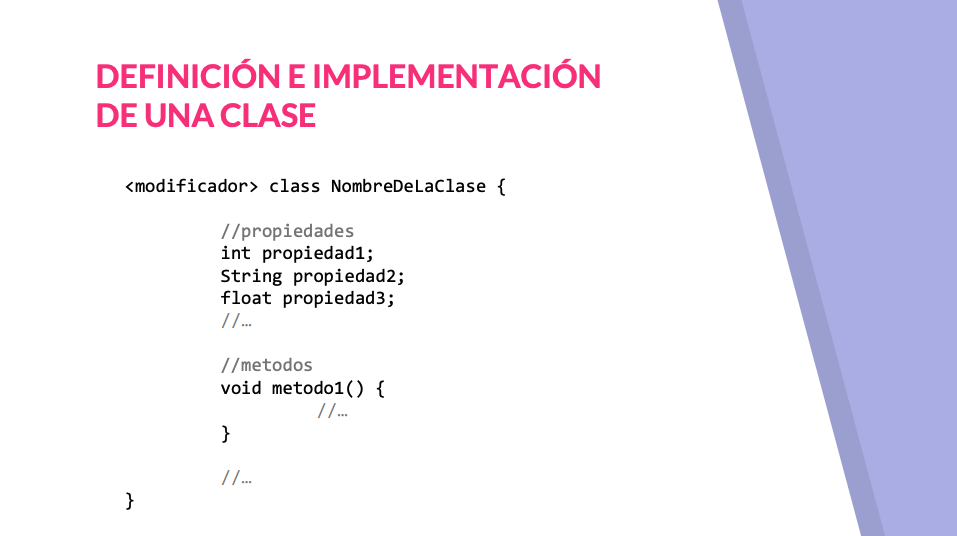 DEFINICIÓN E IMPLEMENTACIÓN
DE UNA CLASE
<modificador> class NombreDeLaClase {
//propiedades
int propiedad1;
String propiedad2;
float propiedad3;
//…
//metodos
void metodo1() {
//…
}
//…
}